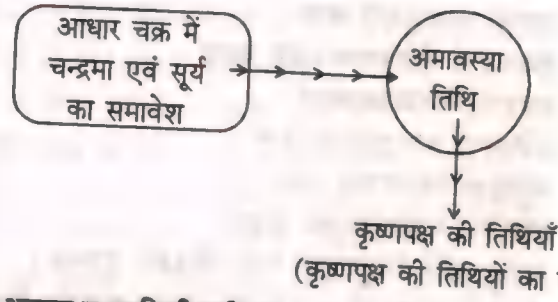 आधार चक्र में
चन्द्रमा एवं सूर्य
का समावेश
अमावस्या
तिथि
कृष्णपक्ष की तिथियाँ
(कृष्णपक्ष की तिथियों का